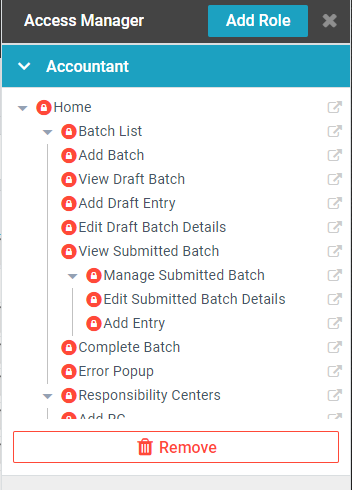 Access Manager Add Role
Accountant
Home
Batch List
Add Batch
View Draft Batch
Add Draft Entry
Edit Draft Batch Details
View Submitted Batch
Manage Submitted Batch
Edit Submitted Batch Details
Add Entry
Complete Batch
Error Popup
Responsibility Centers
Add RC
Remove